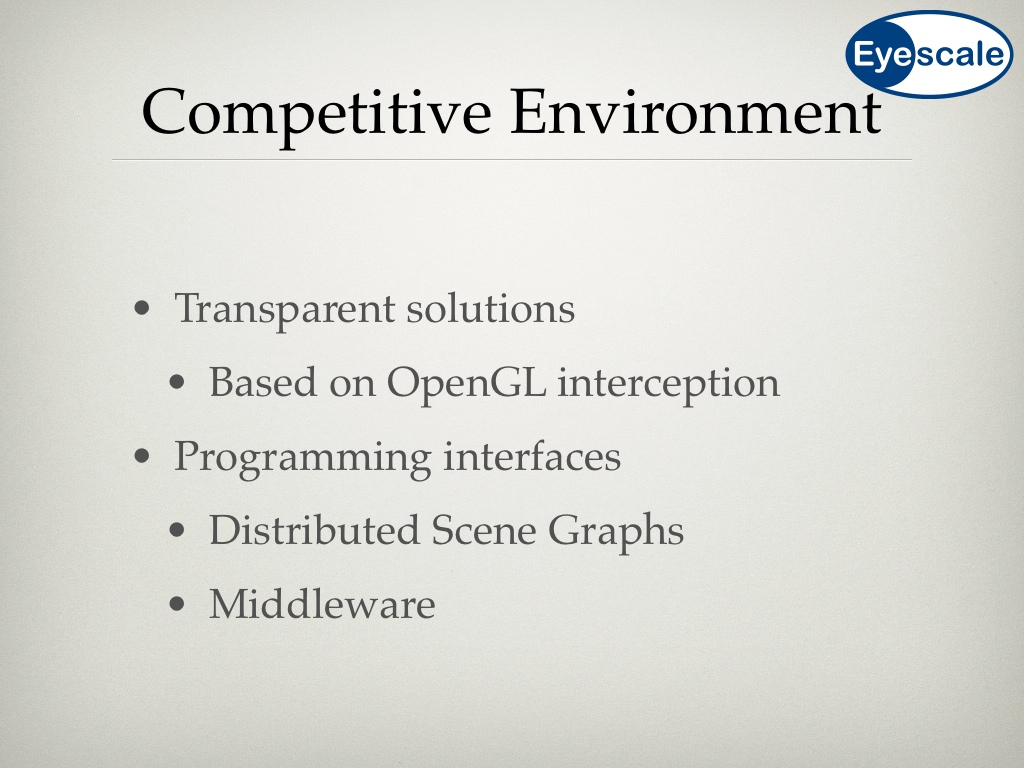 Eyescale
Competitive Environment
• Transparent solutions
• Based on OpenGL interception
• Programming interfaces
• Distributed Scene Graphs
• Middleware